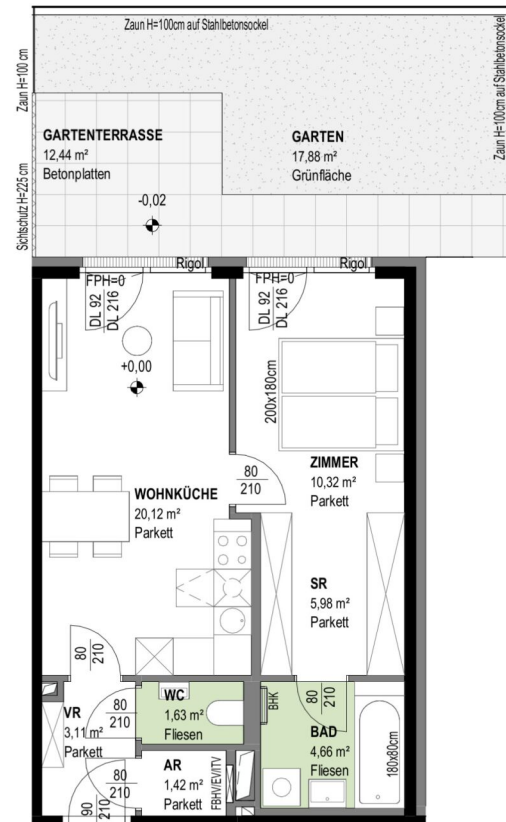 Zaun H=100cm auf Stahlbetonsockel
Zaun H=100 cm
Zaun H=100cm auf Stahlbetonsockel
GARTENTERRASSE
12,44 m²
Betonplatten
GARTEN
17,88 m²
Grünfläche
Sichtschutz H=225 cm
-0,02
Rigol
Rigol
FPH=0
DL 92
DL 216
FPH=0
DL 92
DL 216
+0,00
200x180cm
80
210
ZIMMER
10,32 m²
Parkett
WOHNKÜCHE
20,12 m²
Parkett
SR
5,98 m²
Parkett
80
210
VR
3,11 m²
Parkett
80
210
WC
1,63 m²
Fliesen
BHK
80
210
BAD
4,66 m²
Fliesen
180x80cm
80
210
AR
1,42 m²
Parkett
FBHV/EV/ITV
90
210